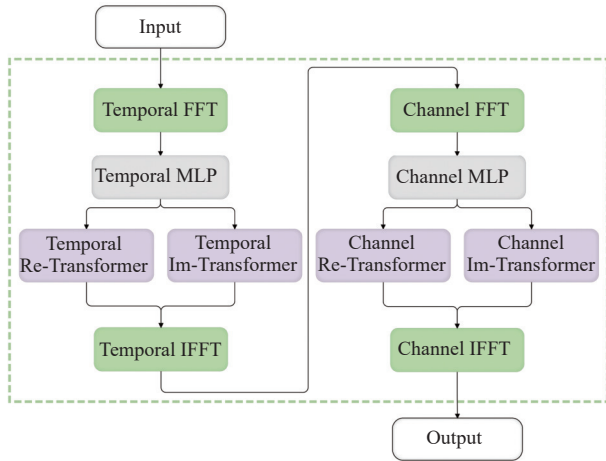 Input
Temporal FFT
Temporal MLP
Temporal
Re-Transformer
Temporal
Im-Transformer
Temporal IFFT
Channel FFT
Channel MLP
Channel
Re-Transformer
Channel
Im-Transformer
Channel IFFT
Output